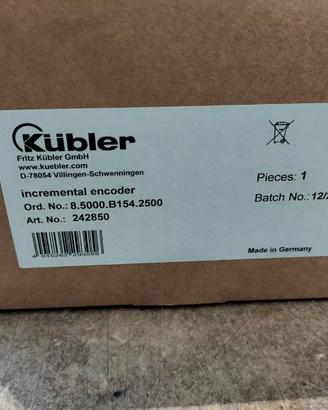 Kübler
Fritz Kübler GmbH
www.kuebler.com
D-78054 Villingen-Schwenningen
incremental encoder
Ord. No.: 8.5000.B154.2500
Art. No.: 242850
Pieces: 1
Batch No.: 12/
Made in Germany